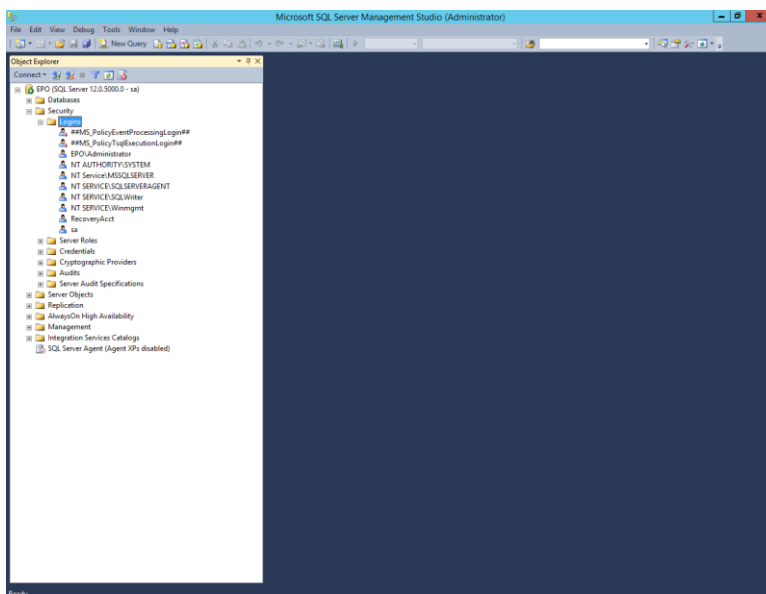 Microsoft SQL Server Management Studio (Administrator)
File Edit View Debug Tools Window Help
New Query
Object Explorer
Connect
EPO (SQL Server 12.0.5000.0 - sa)
Databases
Security
Logins
##MS_PolicyEventProcessingLogin##
##MS_PolicyTsqlExecutionLogin##
EPO\Administrator
NT AUTHORITY\SYSTEM
NT Service\MSSQLSERVER
NT SERVICE\SQLSERVERAGENT
NT SERVICE\SQLWriter
NT SERVICE\Winmgmt
RecoveryAcct
sa
Server Roles
Credentials
Cryptographic Providers
Audits
Server Audit Specifications
Server Objects
Replication
AlwaysOn High Availability
Management
Integration Services Catalogs
SQL Server Agent (Agent XPs disabled)
Ready